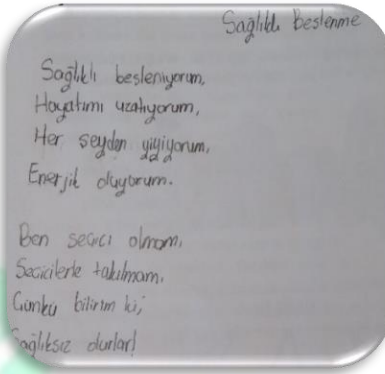 Sağlıklı Beslenme
Sağlıklı besleniyorum,
Hayatımı uzatıyorum,
Her şeyden yiyiyorum,
Enerjik oluyorum.
Ben seçici olmam,
Seçicilerle takılmam,
Çünkü bilirim ki;
Sağlıksız olurlar!